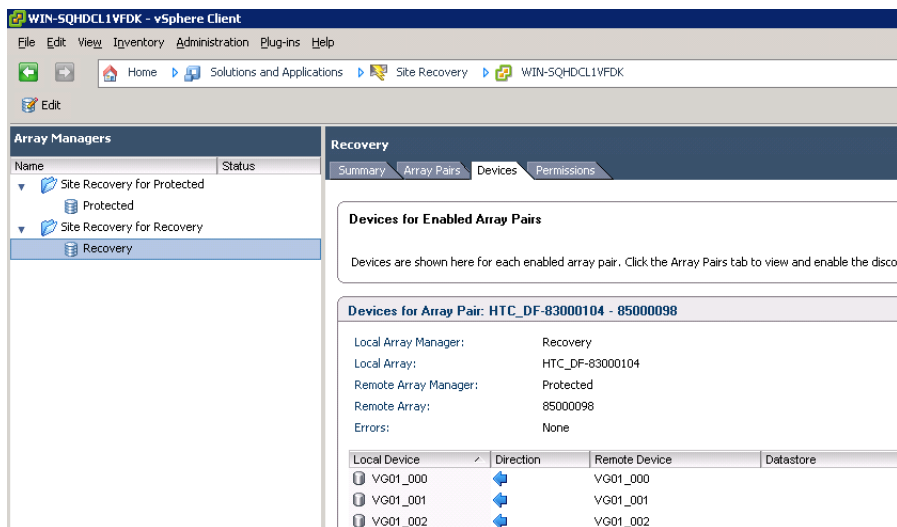 WIN-SQHDCL1VFDK - vSphere Client
File Edit View Inventory Administration Plug-ins Help
Home Solutions and Applications Site Recovery WIN-SQHDCL1VFDK
Edit
Array Managers
Name Status
Site Recovery for Protected
Protected
Site Recovery for Recovery
Recovery
Recovery
Summary Array Pairs Devices Permissions
Devices for Enabled Array Pairs
Devices are shown here for each enabled array pair. Click the Array Pairs tab to view and enable the disco
Devices for Array Pair: HTC_DF-83000104 - 85000098
Local Array Manager: Recovery
Local Array: HTC_DF-83000104
Remote Array Manager: Protected
Remote Array: 85000098
Errors: None
Local Device Direction Remote Device Datastore
VG01_000 VG01_000
VG01_001 VG01_001
VG01_002 VG01_002